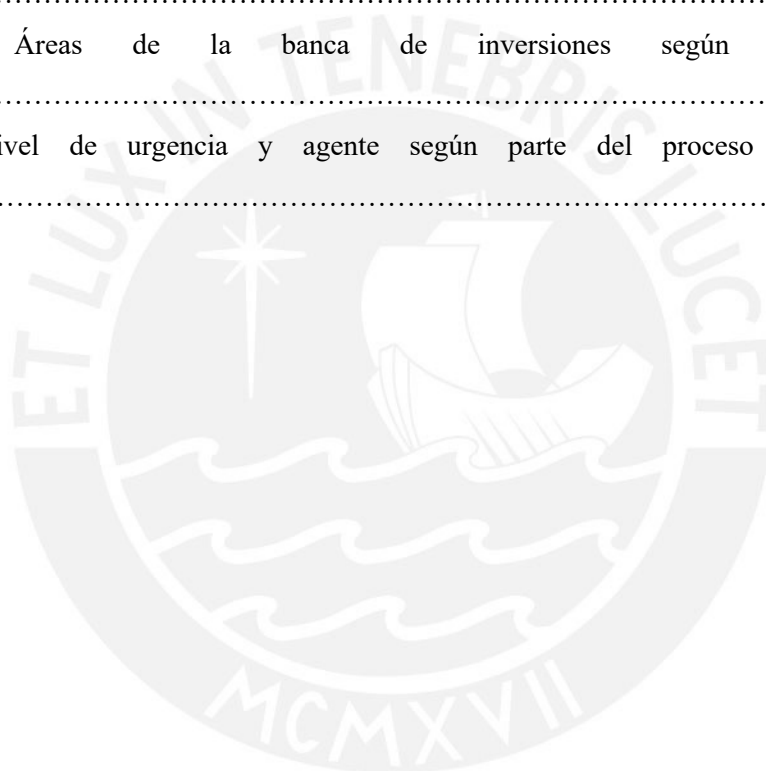 ……………………………………………………………………
Áreas de la banca de inversiones según
……………………………………………………………………
ivel de urgencia y agente según parte del proceso
……………………………………………………………………
ET LUX IN TENEBRIS LUCET
MCMXVII